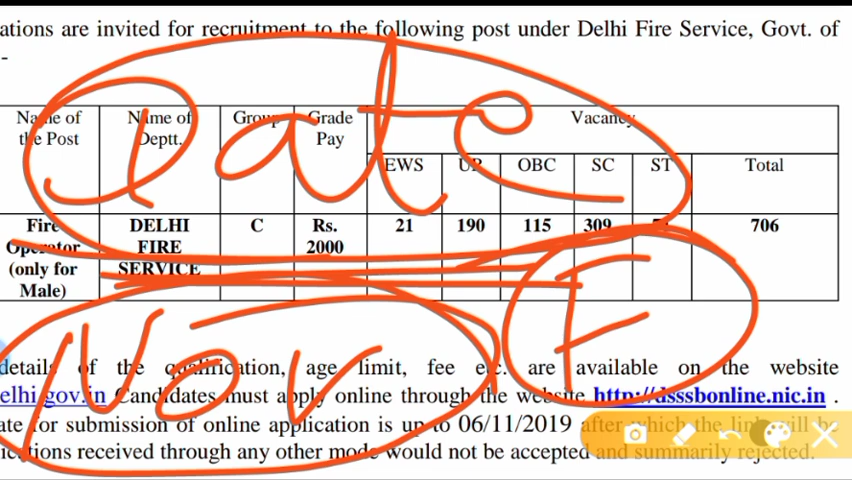 ations are invited for recruitment to the following post under Delhi Fire Service, Govt. of
-
Name of the Post Name of Deptt. Group Grade Pay Vacancy
EWS UR OBC SC ST Total
Fire Operator (only for Male) DELHI FIRE SERVICE C Rs. 2000 21 190 115 309 706
Date
E
Nov
details of the qualification, age limit, fee etc. are available on the website
elhi.gov.in Candidates must apply online through the website http://dsssbonline.nic.in .
ate for submission of online application is up to 06/11/2019 after which the link will be
ications received through any other mode would not be accepted and summarily rejected.